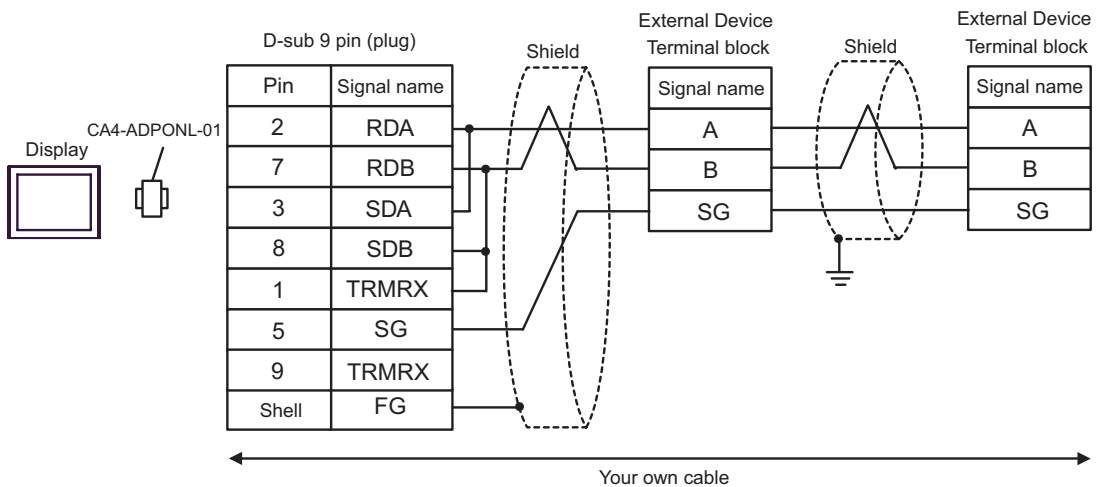 External Device
External Device
D-sub 9 pin (plug)
Shield
Terminal block
Shield
Terminal block
Pin Signal name
Signal name
Signal name
CA4-ADPONL-01
2 RDA
A
A
Display
7 RDB
B
B
3 SDA
SG
SG
8 SDB
1 TRMRX
5 SG
9 TRMRX
Shell FG
Your own cable